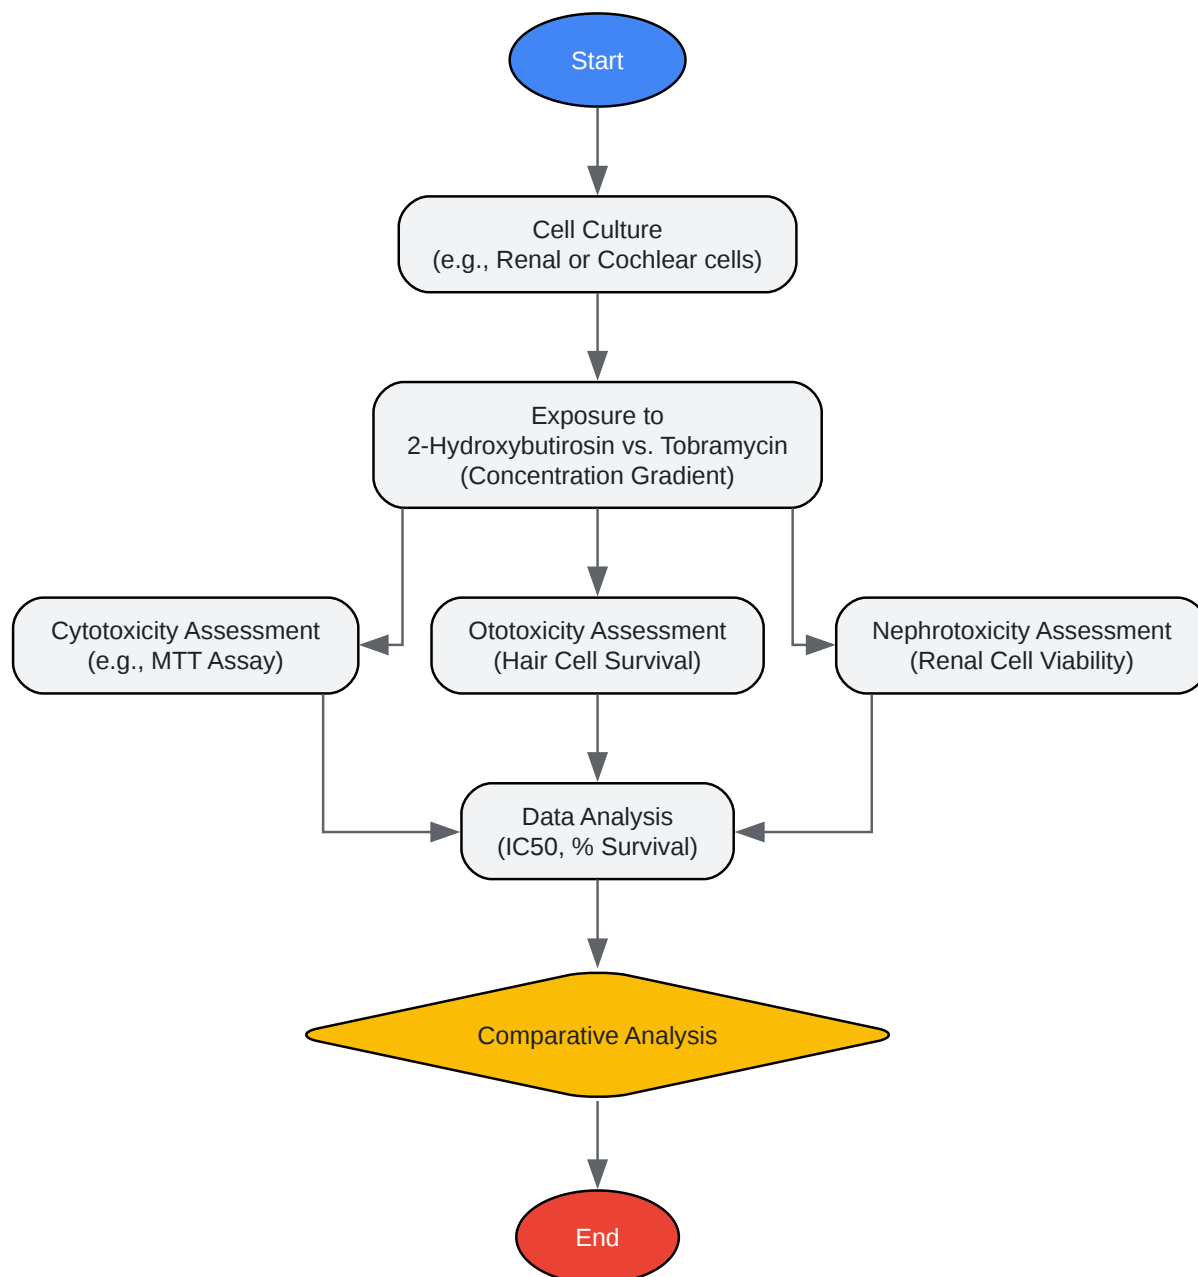 Start
Cell Culture
(e.g., Renal or Cochlear cells)
Exposure to
2-Hydroxybutirosin vs. Tobramycin
(Concentration Gradient)
Cytotoxicity Assessment
(e.g., MTT Assay)
Ototoxicity Assessment
(Hair Cell Survival)
Nephrotoxicity Assessment
(Renal Cell Viability)
Data Analysis
(IC50, % Survival)
Comparative Analysis
End